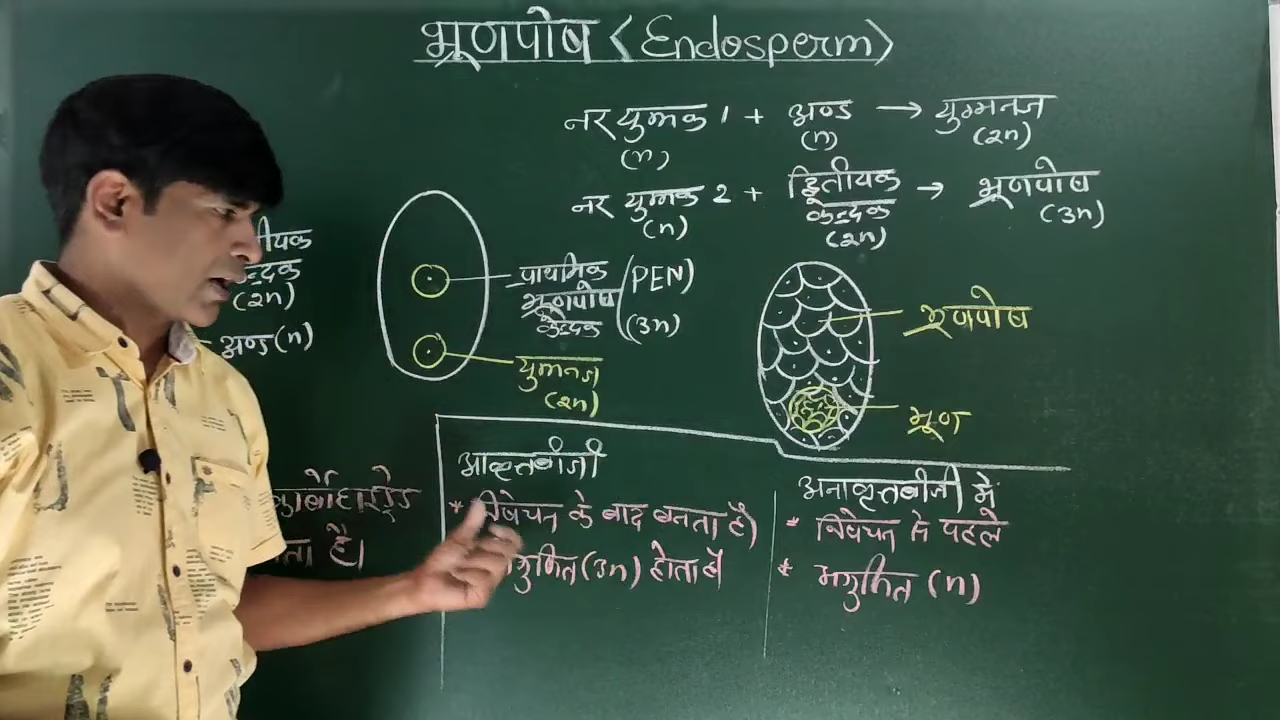 भ्रूणपोष (Endosperm)
नर युग्मक 1 + अण्ड → युग्मनज
(n) (n) (2n)
नर युग्मक 2 + द्वितीयक केन्द्रक → भ्रूणपोष
(n) (2n) (3n)
(2n)
अण्ड (n)
प्राथमिक भ्रूणपोष केन्द्रक (PEN) (3n)
युग्मनज
(2n)
भ्रूणपोष
भ्रूण
ता है।
आवृत्तबीजी
* निषेचन के बाद बनता है)
(3n) होता है
अनावृत्तबीजी में
* निषेचन से पहले
* अगुणित (n)